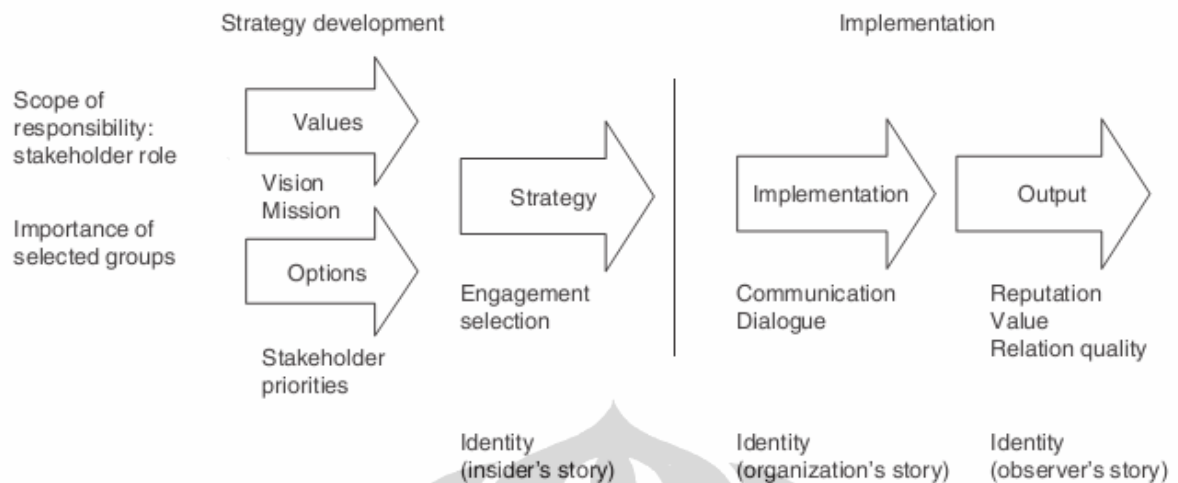 Strategy development
Implementation
Scope of
responsibility:
stakeholder role
Values
Vision
Mission
Importance of
selected groups
Options
Stakeholder
priorities
Strategy
Engagement
selection
Implementation
Communication
Dialogue
Output
Reputation
Value
Relation quality
Identity
(insider's story)
Identity
(organization's story)
Identity
(observer's story)